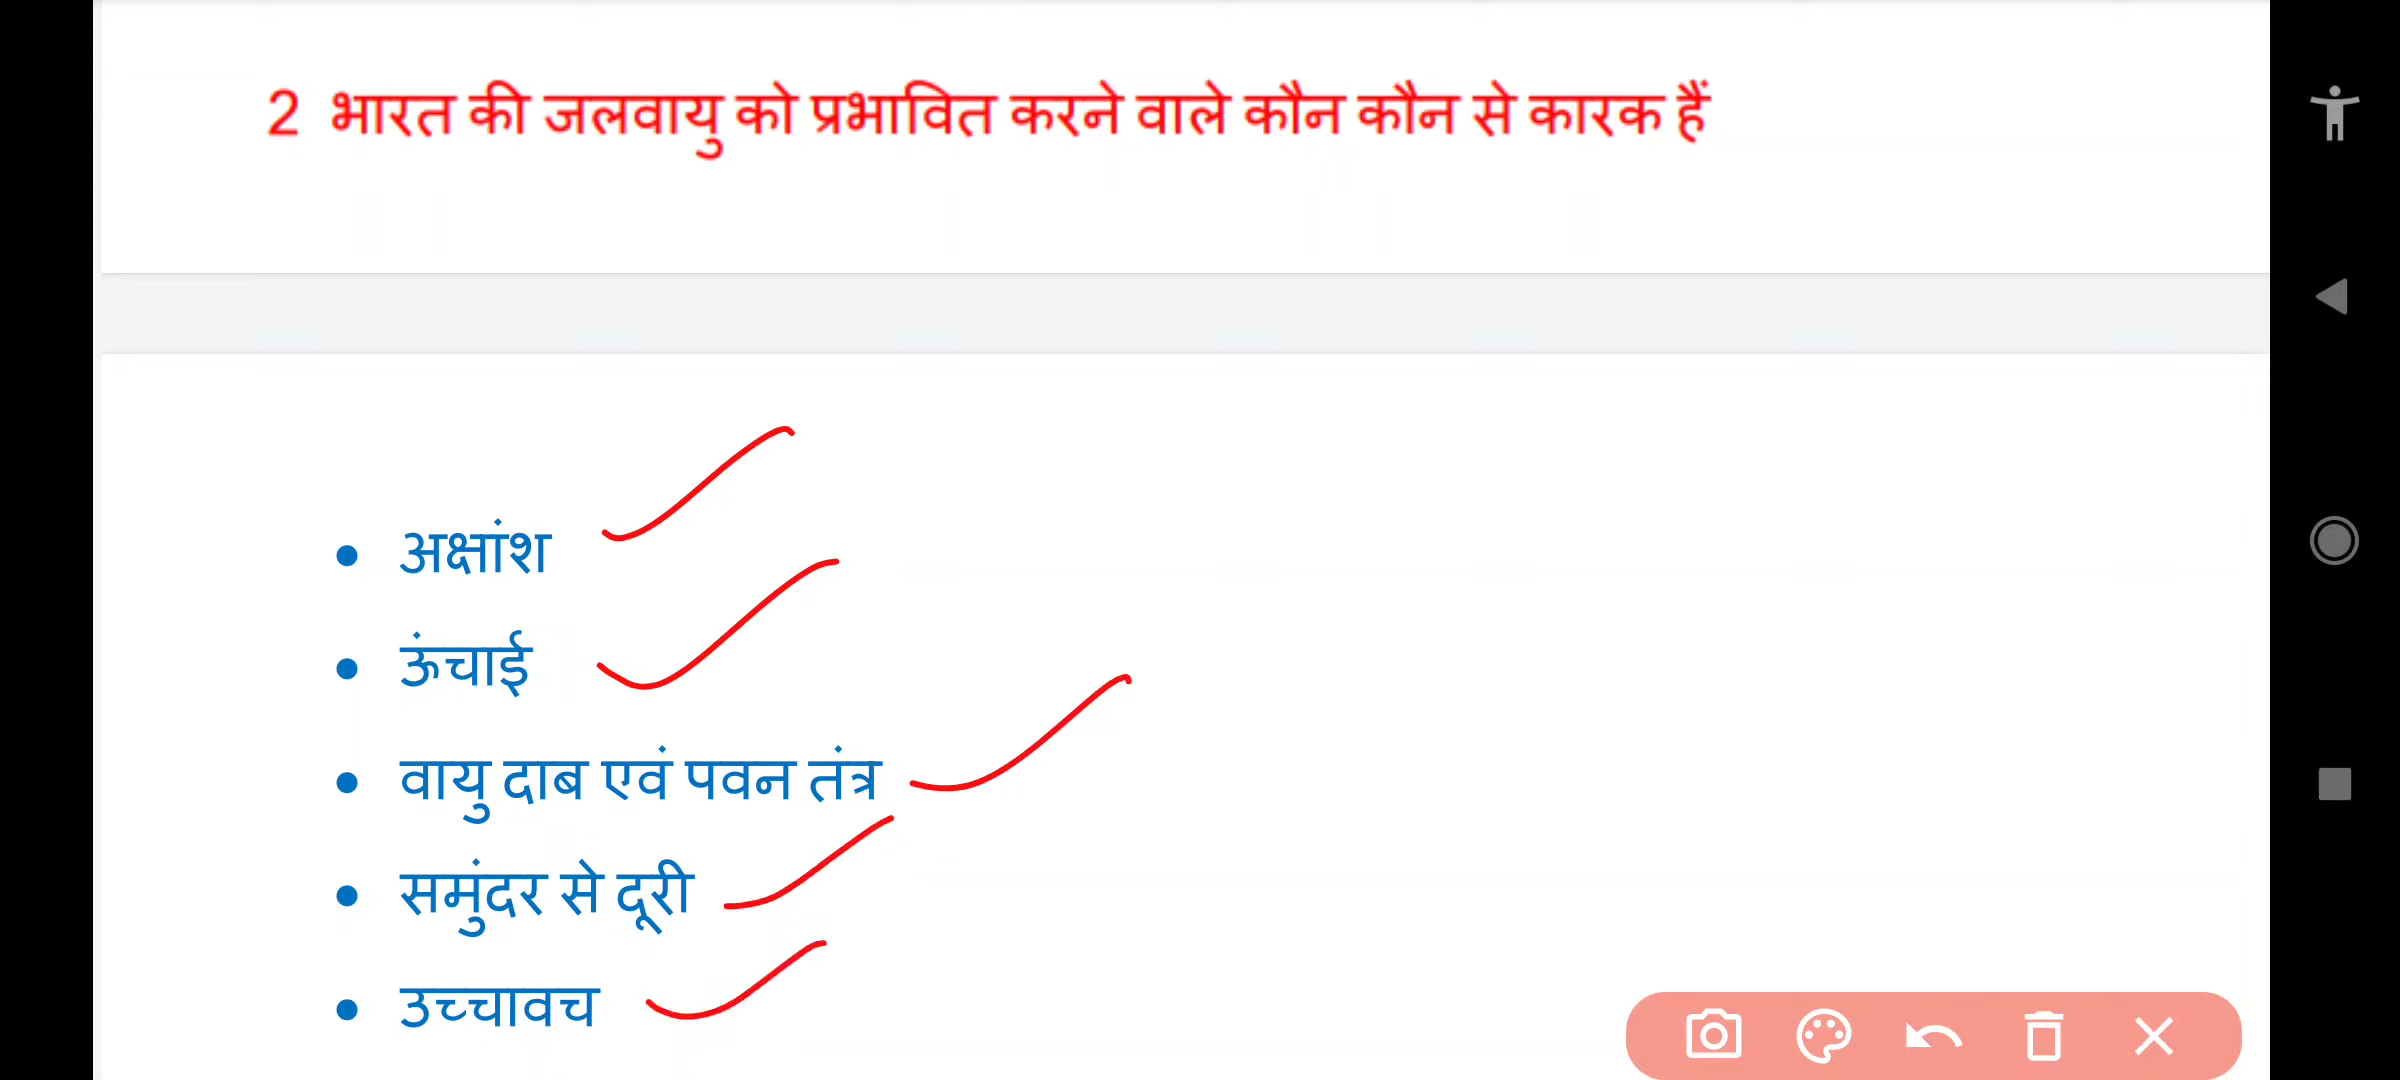 2 भारत की जलवायु को प्रभावित करने वाले कौन कौन से कारक हैं
• अक्षांश
• ऊंचाई
• वायु दाब एवं पवन तंत्र
• समुंदर से दूरी
• उच्चावच